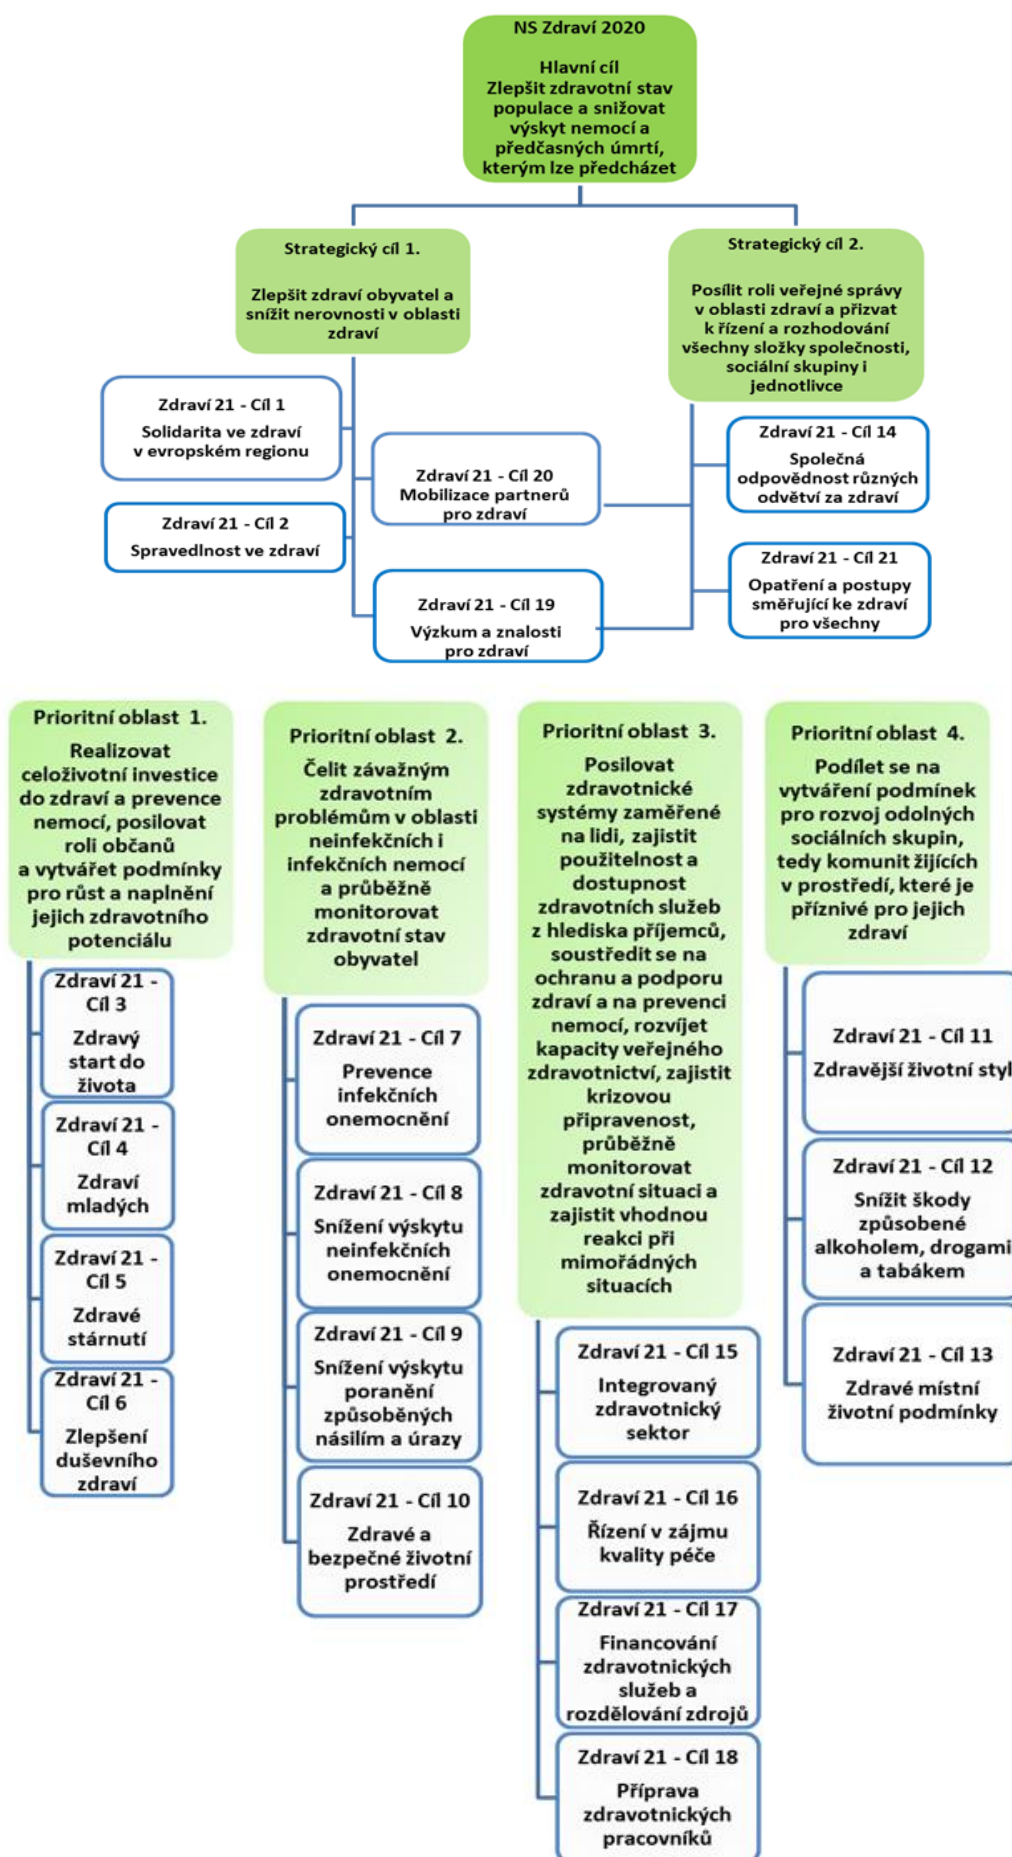 NS Zdraví 2020
Hlavní cíl
Zlepšit zdravotní stav
populace a snižovat
výskyt nemocí a
předčasných úmrtí,
kterým lze předcházet
Strategický cíl 1.
Zlepšit zdraví obyvatel a
snížit nerovnosti v oblasti
zdraví
Strategický cíl 2.
Posílit roli veřejné správy
v oblasti zdraví a přizvat
k řízení a rozhodování
všechny složky společnosti,
sociální skupiny i
jednotlivce
Zdraví 21 - Cíl 1
Solidarita ve zdraví
v evropském regionu
Zdraví 21 - Cíl 2
Spravedlnost ve zdraví
Zdraví 21 - Cíl 20
Mobilizace partnerů
pro zdraví
Zdraví 21 - Cíl 19
Výzkum a znalosti
pro zdraví
Zdraví 21 - Cíl 14
Společná
odpovědnost různých
odvětví za zdraví
Zdraví 21 - Cíl 21
Opatření a postupy
směřující ke zdraví
pro všechny
Prioritní oblast 1.
Realizovat
celoživotní investice
do zdraví a prevence
nemocí, posilovat
roli občanů
a vytvářet podmínky
pro růst a naplnění
jejich zdravotního
potenciálu
Zdraví 21 -
Cíl 3
Zdravý
start do
života
Zdraví 21 -
Cíl 4
Zdraví
mladých
Zdraví 21 -
Cíl 5
Zdravé
stárnutí
Zdraví 21 -
Cíl 6
Zlepšení
duševního
zdraví
Prioritní oblast 2.
Čelit závažným
zdravotním
problémům v oblasti
neinfekční i
infekčních nemocí
a průběžně
monitorovat
zdravotní stav
obyvatel
Zdraví 21 - Cíl 7
Prevence
infekčních
onemocnění
Zdraví 21 - Cíl 8
Snížení výskytu
neinfekčních
onemocnění
Zdraví 21 - Cíl 9
Snížení výskytu
poranění
způsoběných
násilím a úrazy
Zdraví 21 - Cíl 10
Zdravé a
bezpečné životní
prostředí
Prioritní oblast 3.
Posilovat
zdravotnické
systémy zaměřené
na lidi, zajistit
použitelnost a
dostupnost
zdravotních služeb
z hlediska příjemců,
soustředit se na
ochranu a podporu
zdraví a na prevenci
nemocí, rozvíjet
kapacity veřejného
zdravotnictví, zajistit
krizovou
připravenost,
průběžně
monitorovat
zdravotní situaci a
zajistit vhodnou
reakci při
mimořádných
situacích
Zdraví 21 - Cíl 15
Integrovaný
zdravotnický
sektor
Zdraví 21 - Cíl 16
Řízení v zájmu
kvality péče
Zdraví 21 - Cíl 17
Financování
zdravotnických
služeb a
rozdělování zdrojů
Zdraví 21 - Cíl 18
Příprava
zdravotnických
pracovníků
Prioritní oblast 4.
Podílet se na
vytváření podmínek
pro rozvoj odolných
sociálních skupin,
tedy komunit žijících
v prostředí, které je
příznivé pro jejich
zdraví
Zdraví 21 - Cíl 11
Zdravější životní styl
Zdraví 21 - Cíl 12
Snížit škody
způsobené
alkoholem, drogami
a tabákem
Zdraví 21 - Cíl 13
Zdravé místní
životní podmínky